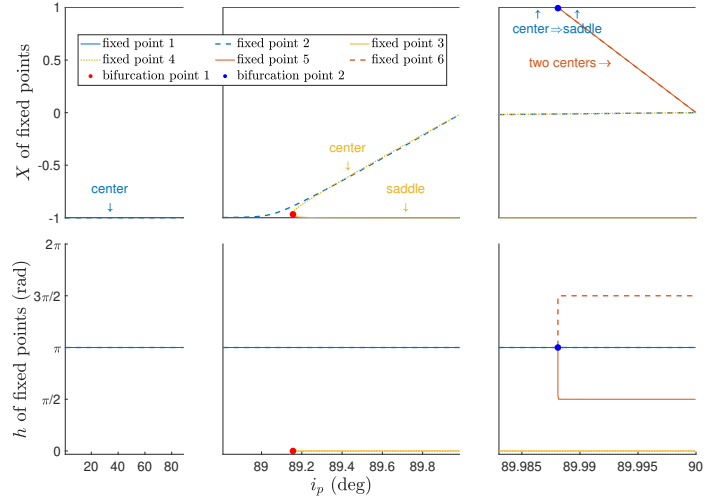 1
0.5
0
-0.5
-1
X of fixed points
fixed point 1 fixed point 2 fixed point 3
fixed point 4 fixed point 5 fixed point 6
bifurcation point 1 bifurcation point 2
center
↓
center
↓
saddle
↓
↑ ↑
center⇒saddle
two centers→
2π
3π/2
π
π/2
0
h of fixed points (rad)
20 40 60 80
89 89.2 89.4 89.6 89.8
89.985 89.99 89.995 90
i_p (deg)